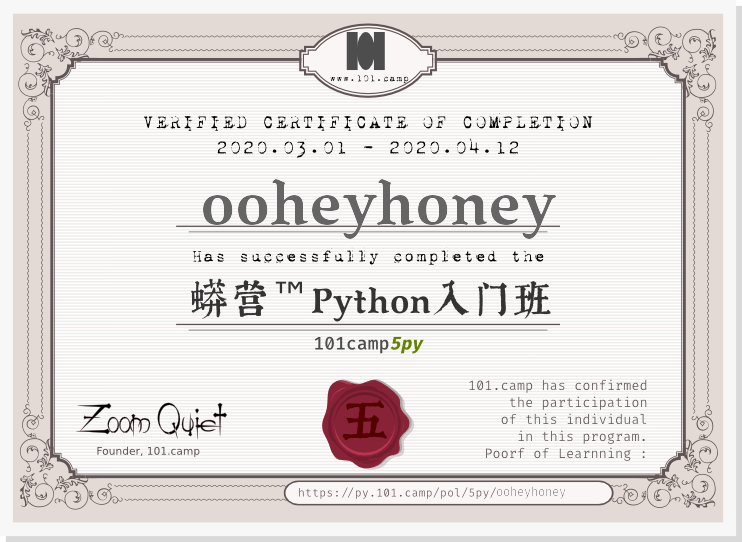 www.101.camp
VERIFIED CERTIFICATE OF COMPLETION
2020.03.01 - 2020.04.12
ooheyhoney
Has successfully completed the
蟒营™Python入门班
101camp5py
101.camp has confirmed
the participation
of this individual
in this program.
Poorf of Learnning :
Zoom Quiet
Founder, 101.camp
五
https://py.101.camp/pol/5py/ooheyhoney